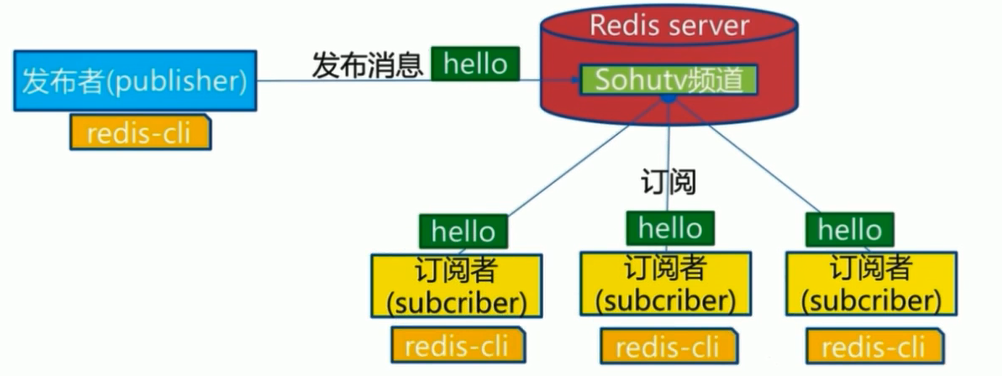 Redis server
发布消息 hello
发布者(publisher)
Sohutv频道
redis-cli
订阅
hello
hello
hello
订阅者
(subcriber)
订阅者
(subcriber)
订阅者
(subcriber)
redis-cli
redis-cli
redis-cli